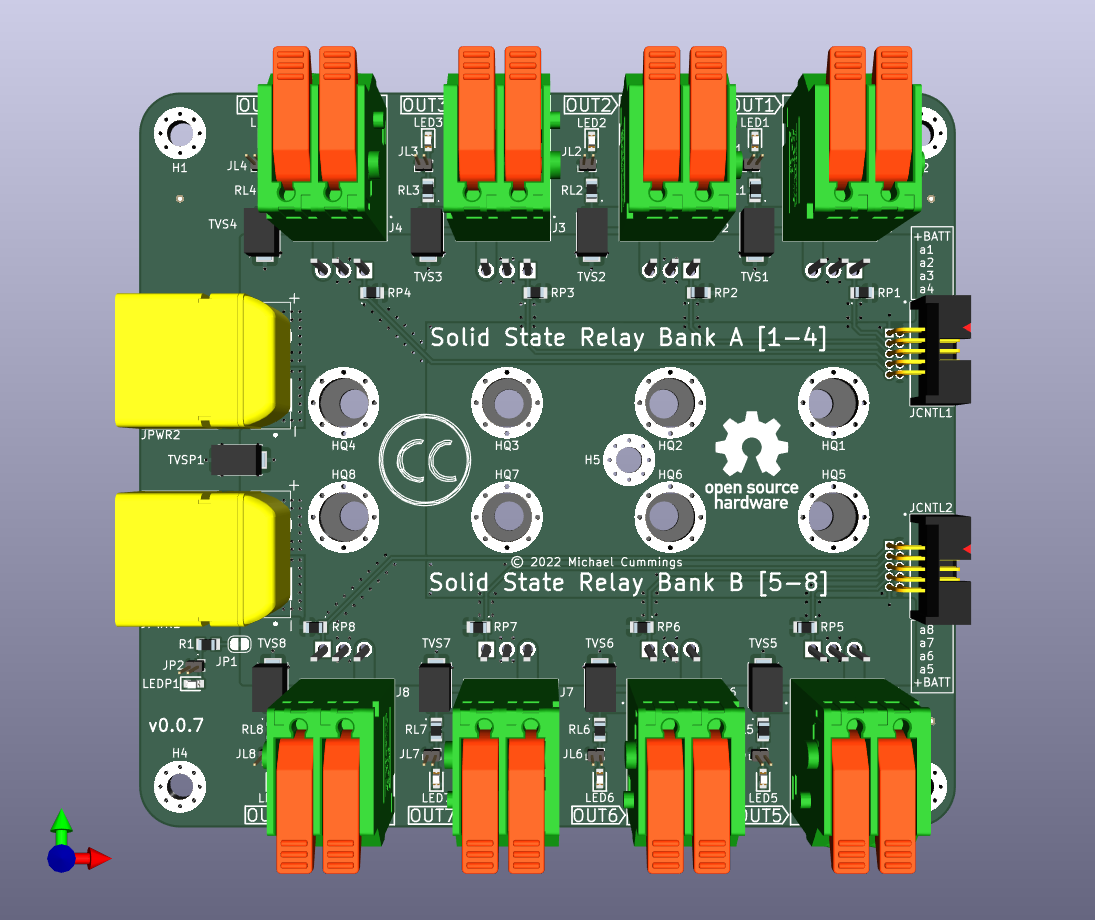 OUT3
OUT2
OUT1
LED3
LED2
LED1
H1
JL4
JL3
JL2
RL4
RL3
RL2
TVS4
J4
J3
TVS3
TVS2
TVS1
+BATT
a1
a2
a3
a4
RP4
RP3
RP2
RP1
Solid State Relay Bank A [1-4]
JCNTL1
JPWR2
HQ4
HQ3
HQ2
HQ1
TVSP1
CC
H5
HQ8
HQ7
HQ6
HQ5
open source
hardware
JCNTL2
© 2022 Michael Cummings
Solid State Relay Bank B [5-8]
RP8
RP7
RP6
RP5
a8
a7
a6
a5
+BATT
R1
JP1
TVS8
TVS7
TVS6
TVS5
JP2
LEDP1
J8
J7
v0.0.7
RL8
RL7
RL6
H4
JL8
JL7
JL6
LED6
LED5
OUT6
OUT5